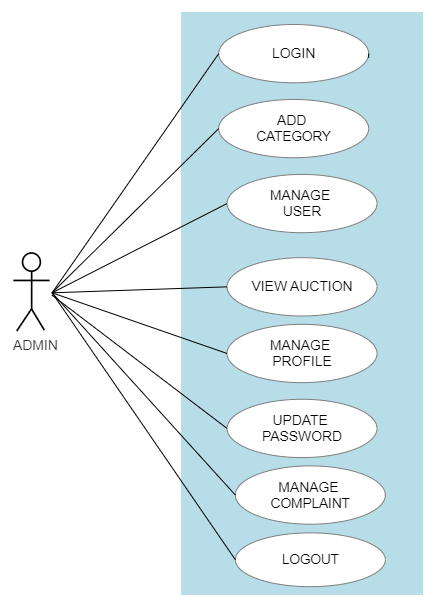 LOGIN
ADD
CATEGORY
MANAGE
USER
VIEW AUCTION
ADMIN
MANAGE
PROFILE
UPDATE
PASSWORD
MANAGE
COMPLAINT
LOGOUT